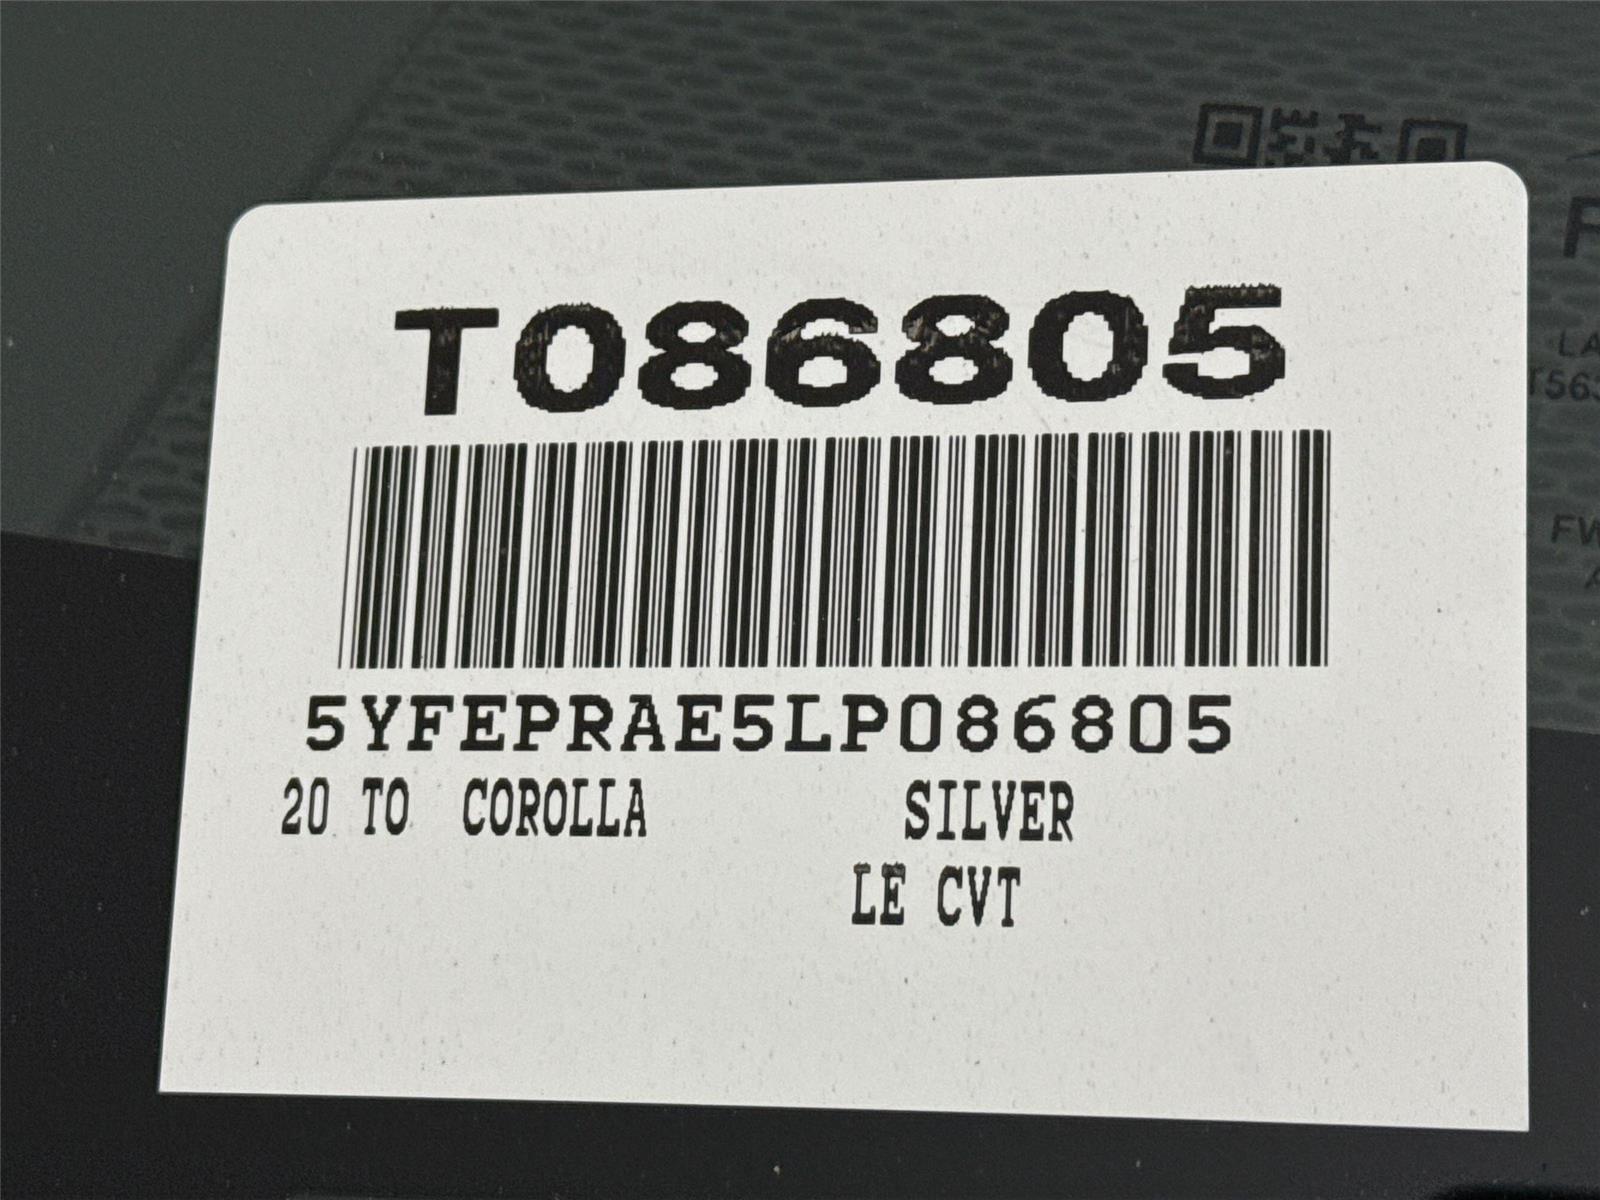 T086805
5YFEPRAE5LP086805
20 TO COROLLA SILVER
LE CVT